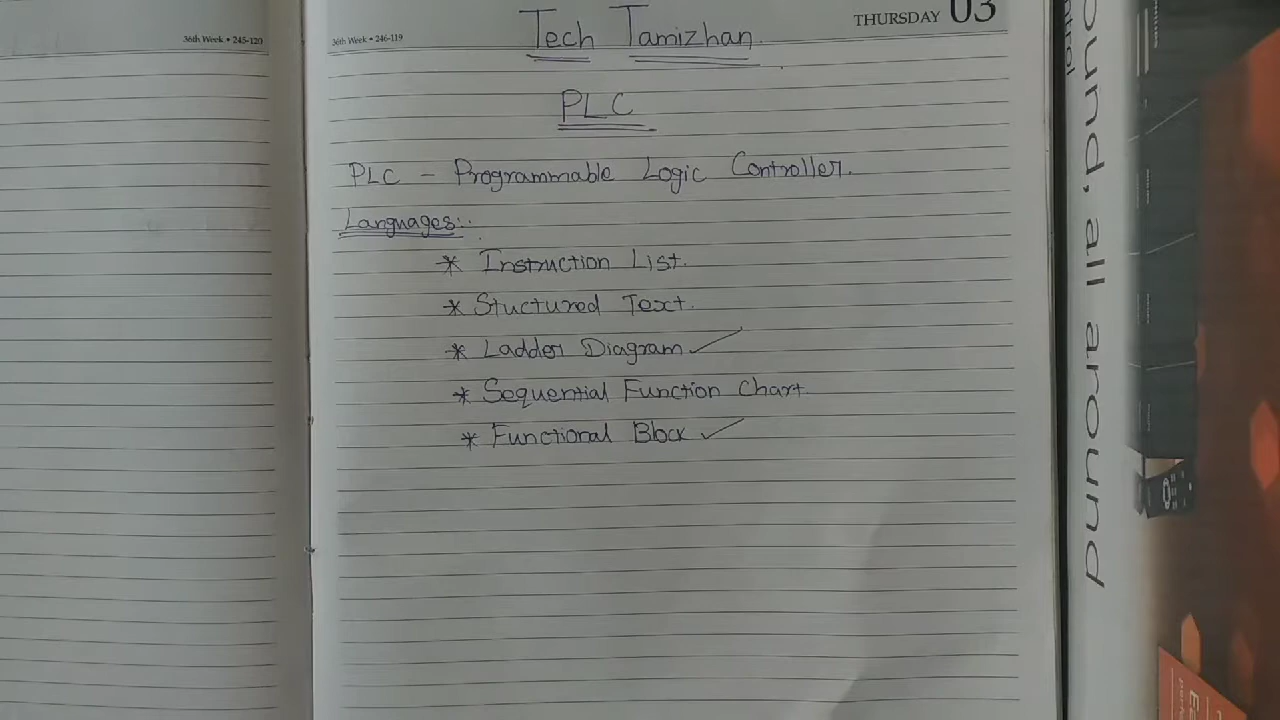 36th Week • 245-120
36th Week • 246-119
THURSDAY 03
Tech Tamizhan.
PLC
PLC - Programmable Logic Controller.
Languages:-
* Instruction List.
* Stuctured Text.
* Ladder Diagram ✓
* Sequential Function Chart.
* Functional Block ✓
ound, all around